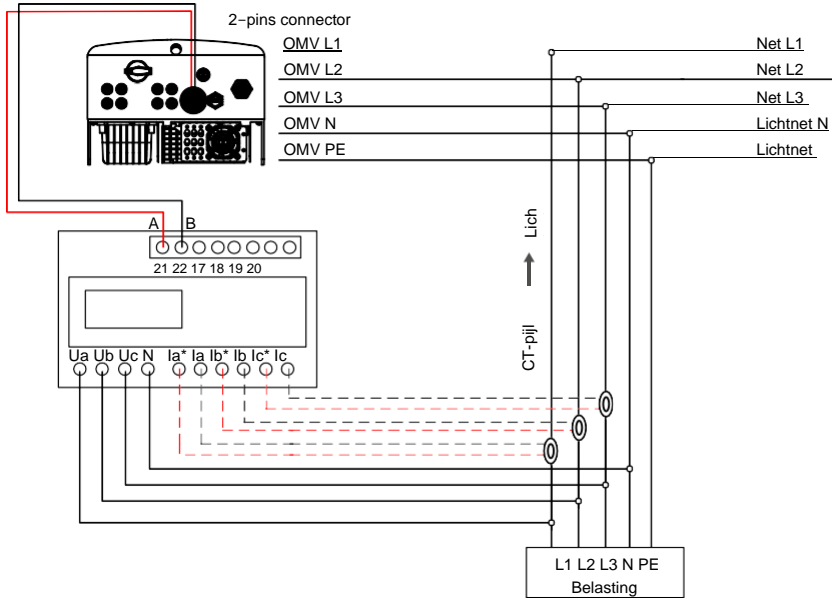 2-pins connector
OMV L1 Net L1
OMV L2 Net L2
OMV L3 Net L3
OMV N Lichtnet N
OMV PE Lichtnet
A B
21 22 17 18 19 20
Lich
CT-pijl
Ua Ub Uc N Ia* Ia Ib* Ib Ic* Ic
L1 L2 L3 N PE
Belasting